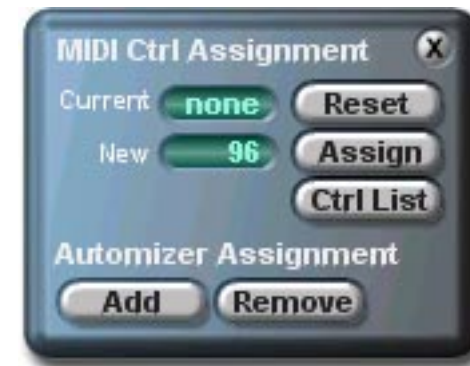 MIDI Ctrl Assignment X
Current none Reset
New 96 Assign
Ctrl List
Automizer Assignment
Add Remove